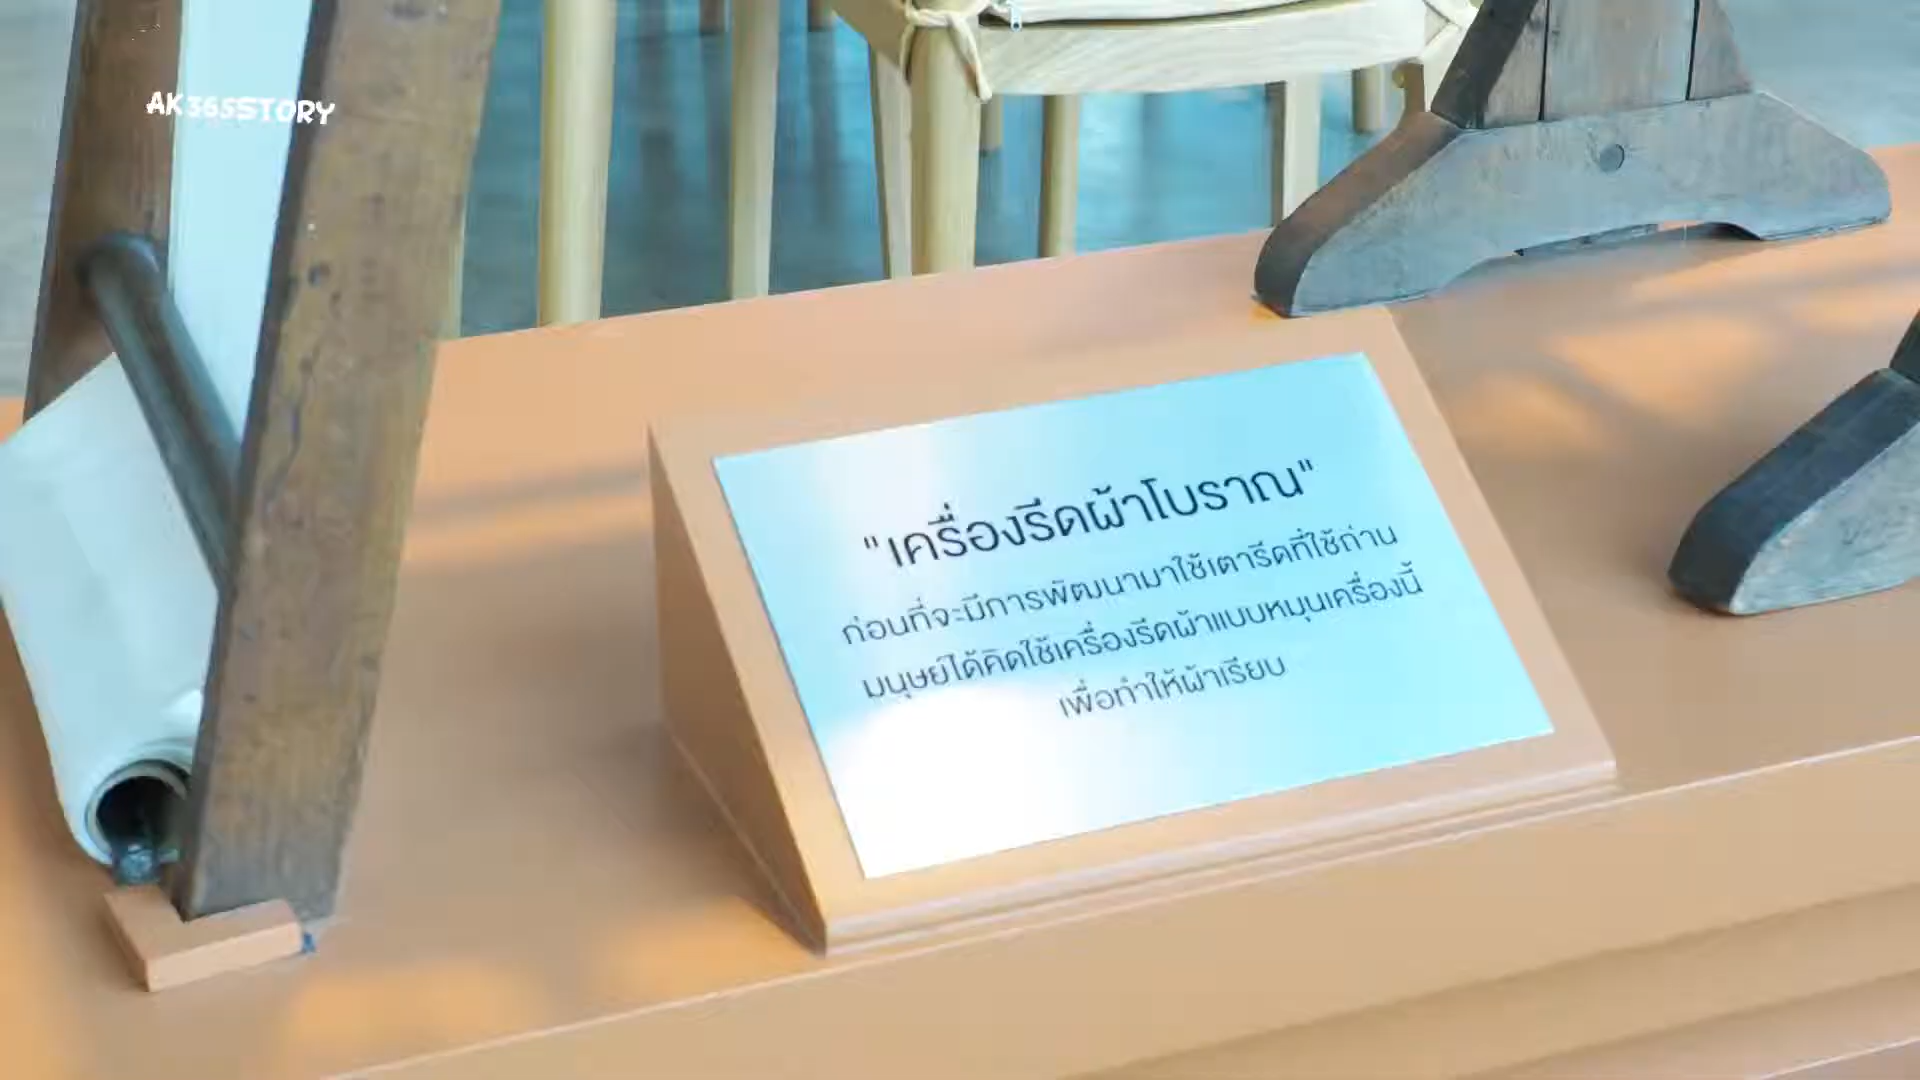 AK365STORY
"เครื่องรีดผ้าโบราณ"
ก่อนที่จะมีการพัฒนามาใช้เตารีดที่ใช้ถ่าน
มนุษย์ได้คิดใช้เครื่องรีดผ้าแบบหมุนเครื่องนี้
เพื่อทำให้ผ้าเรียบ